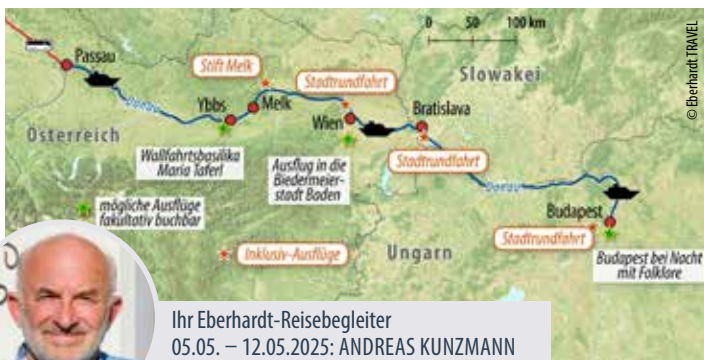 0 50 100 km
© Eberhardt TRAVEL
Passau
Stift Melk
Stadtrundfahrt
Slowakei
Donau
Ybbs
Melk
Wien
Bratislava
Österreich
Wallfahrtsbasilika
Maria Taferl
Ausflug in die
Biedermeier-
stadt Baden
Stadtrundfahrt
Donau
mögliche Ausflüge
fakultativ buchbar
Budapest
Stadtrundfahrt
Inklusiv-Ausflüge
Ungarn
Budapest bei Nacht
mit Folklore
Ihr Eberhardt-Reisebegleiter
05.05. – 12.05.2025: ANDREAS KUNZMANN